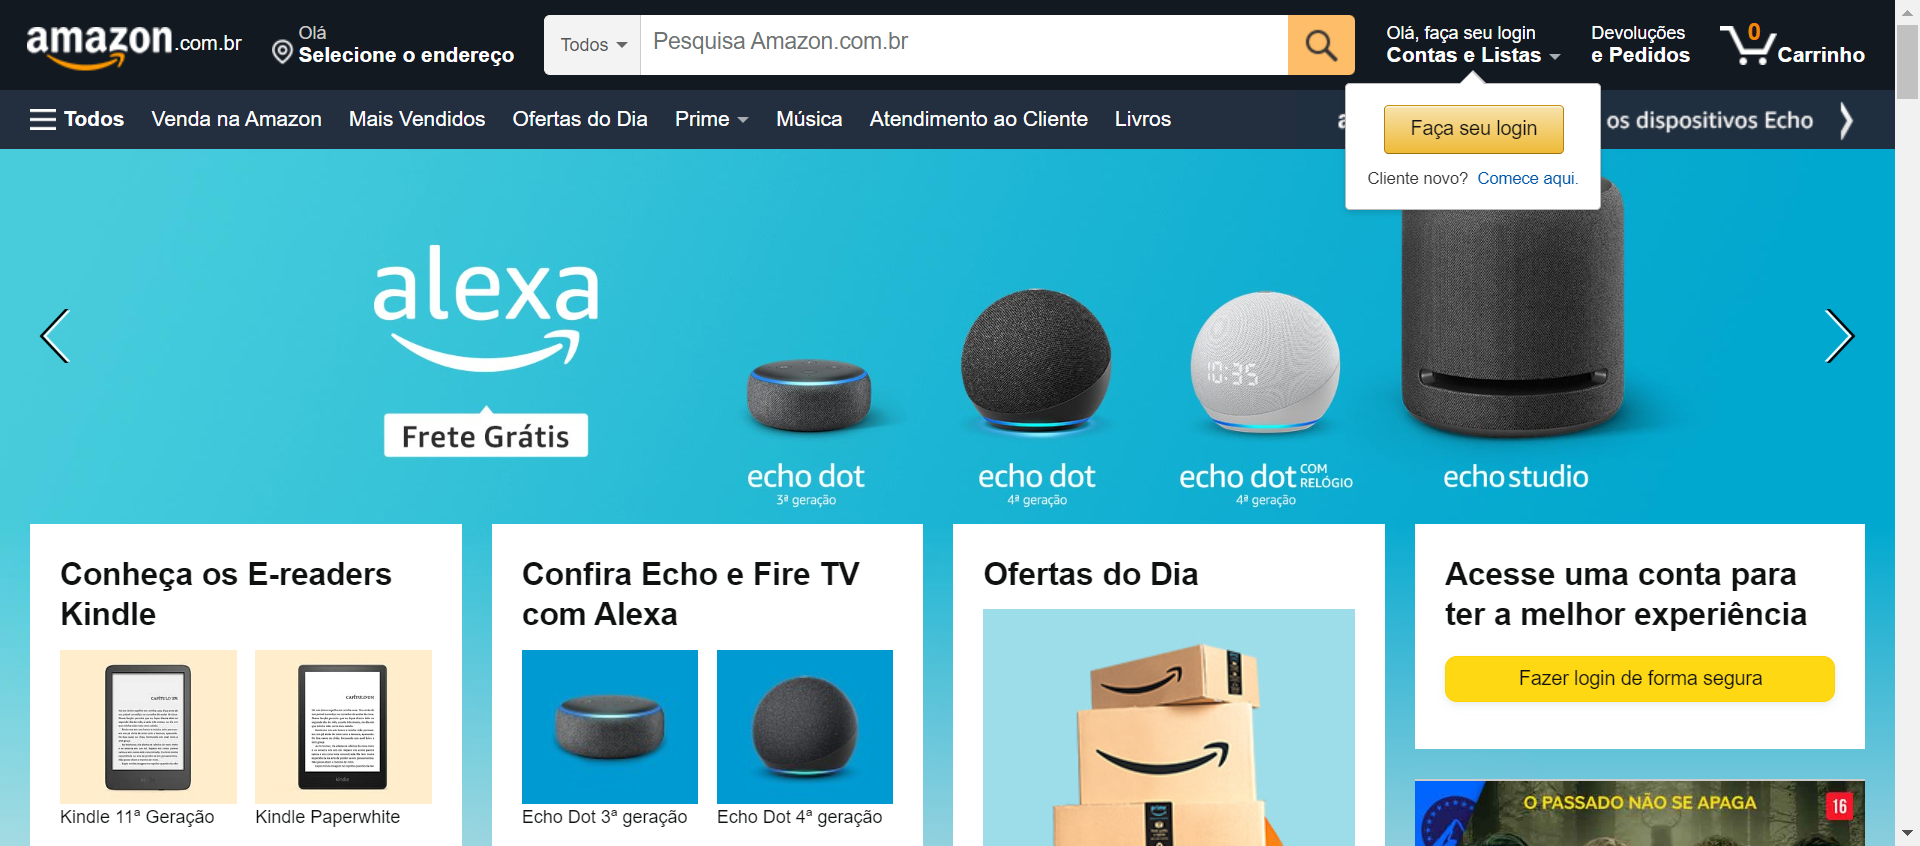 amazon.com.br
Olá
Selecione o endereço
Todos
Pesquisa Amazon.com.br
Olá, faça seu login
Contas e Listas
Devoluções
e Pedidos
0
Carrinho
Todos
Venda na Amazon
Mais Vendidos
Ofertas do Dia
Prime
Música
Atendimento ao Cliente
Livros
os dispositivos Echo
Faça seu login
Cliente novo? Comece aqui.
alexa
Frete Grátis
10:35
echo dot
3ª geração
echo dot
4ª geração
echo dot COM RELÓGIO
4ª geração
echo studio
Conheça os E-readers
Kindle
Kindle 11ª Geração
Kindle Paperwhite
Confira Echo e Fire TV
com Alexa
Echo Dot 3ª geração
Echo Dot 4ª geração
Ofertas do Dia
Acesse uma conta para
ter a melhor experiência
Fazer login de forma segura
O PASSADO NÃO SE APAGA
16